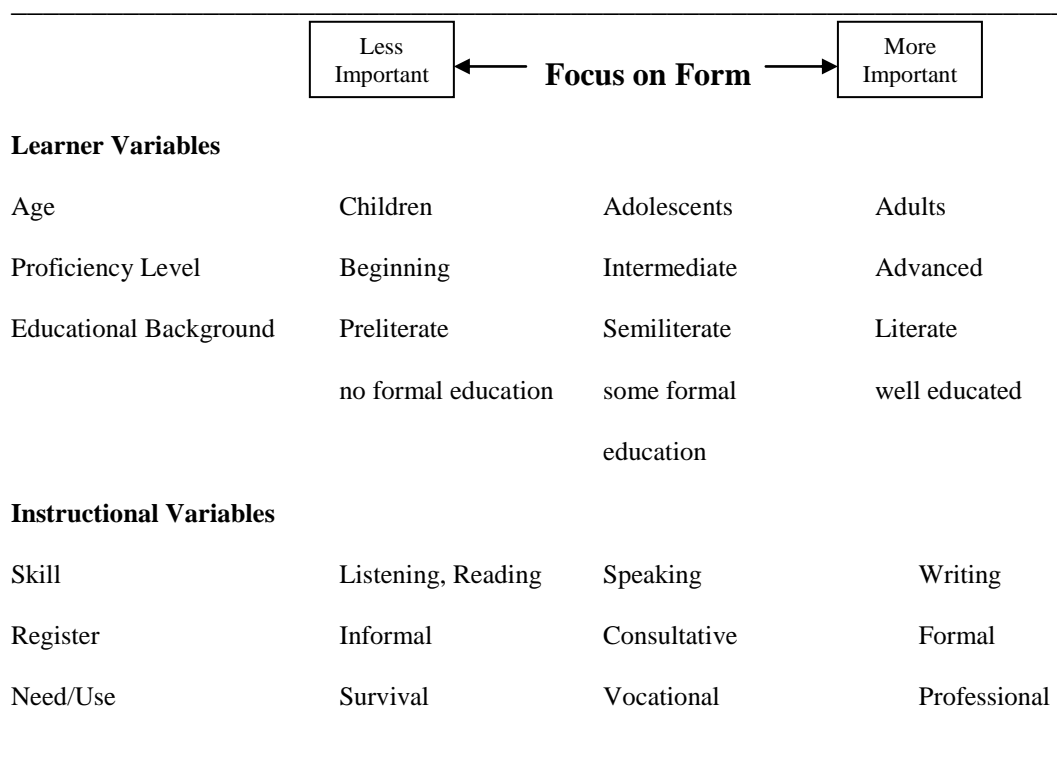 Less Important
Focus on Form
More Important
Learner Variables
Age Children Adolescents Adults
Proficiency Level Beginning Intermediate Advanced
Educational Background Preliterate Semiliterate Literate
no formal education some formal well educated
education
Instructional Variables
Skill Listening, Reading Speaking Writing
Register Informal Consultative Formal
Need/Use Survival Vocational Professional